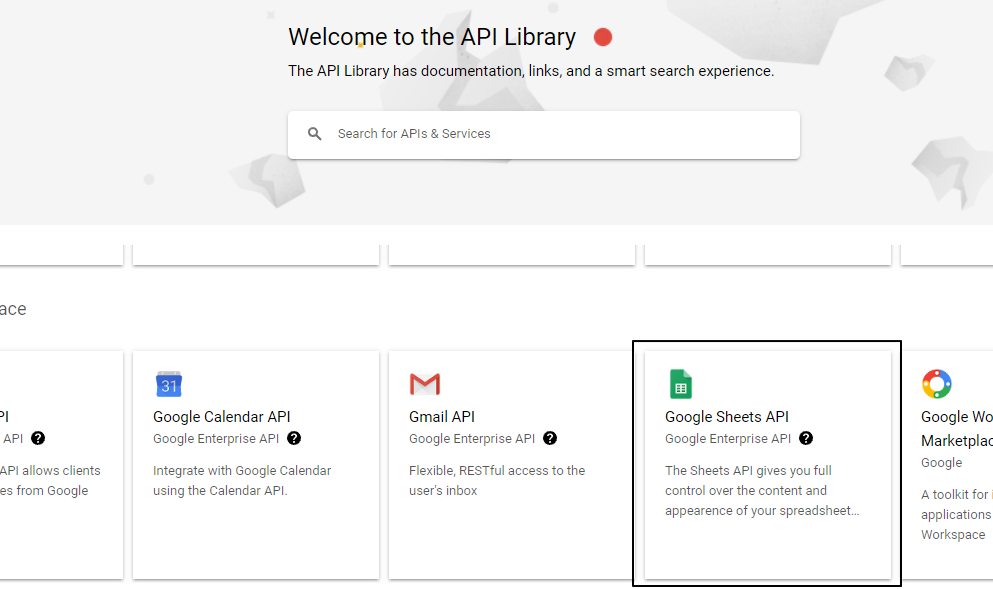 Welcome to the API Library
The API Library has documentation, links, and a smart search experience.
Search for APIs & Services
ace
PI
API ?
API allows clients
es from Google
31
Google Calendar API
Google Enterprise API ?
Integrate with Google Calendar
using the Calendar API.
Gmail API
Google Enterprise API ?
Flexible, RESTful access to the
user's inbox
Google Sheets API
Google Enterprise API ?
The Sheets API gives you full
control over the content and
appearence of your spreadsheet…
Google Wo
Marketplac
Google
A toolkit for i
applications
Workspace